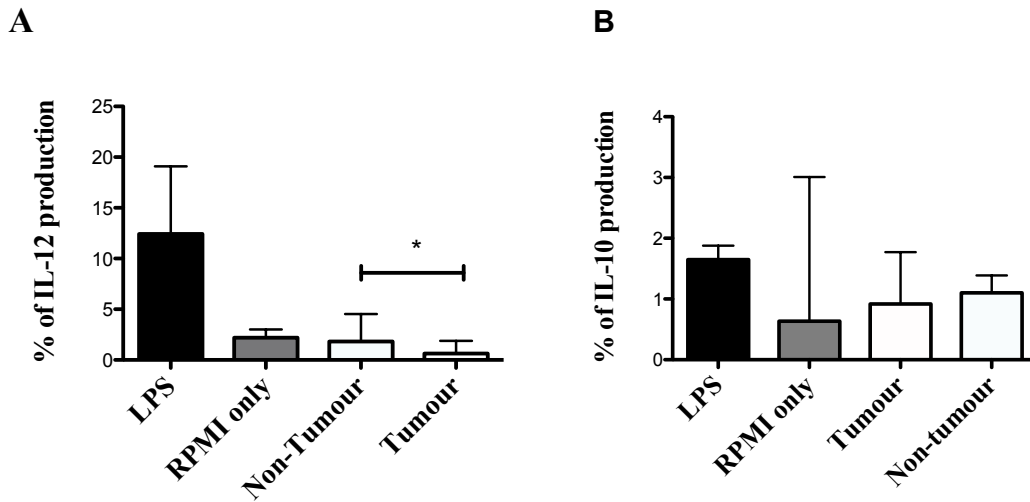 A
% of IL-12 production
25
20
15
10
5
0
*
LPS
RPMI only
Non-Tumour
Tumour
B
% of IL-10 production
4
3
2
1
0
LPS
RPMI only
Tumour
Non-tumour